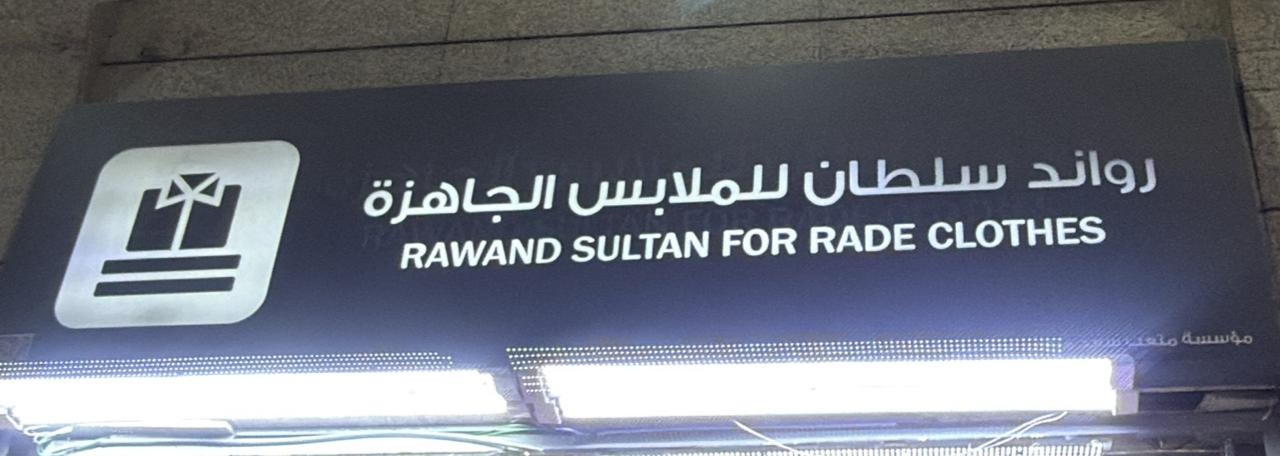 رواند سلطان للملابس الجاهزة
RAWAND SULTAN FOR RADE CLOTHES
مؤسسة